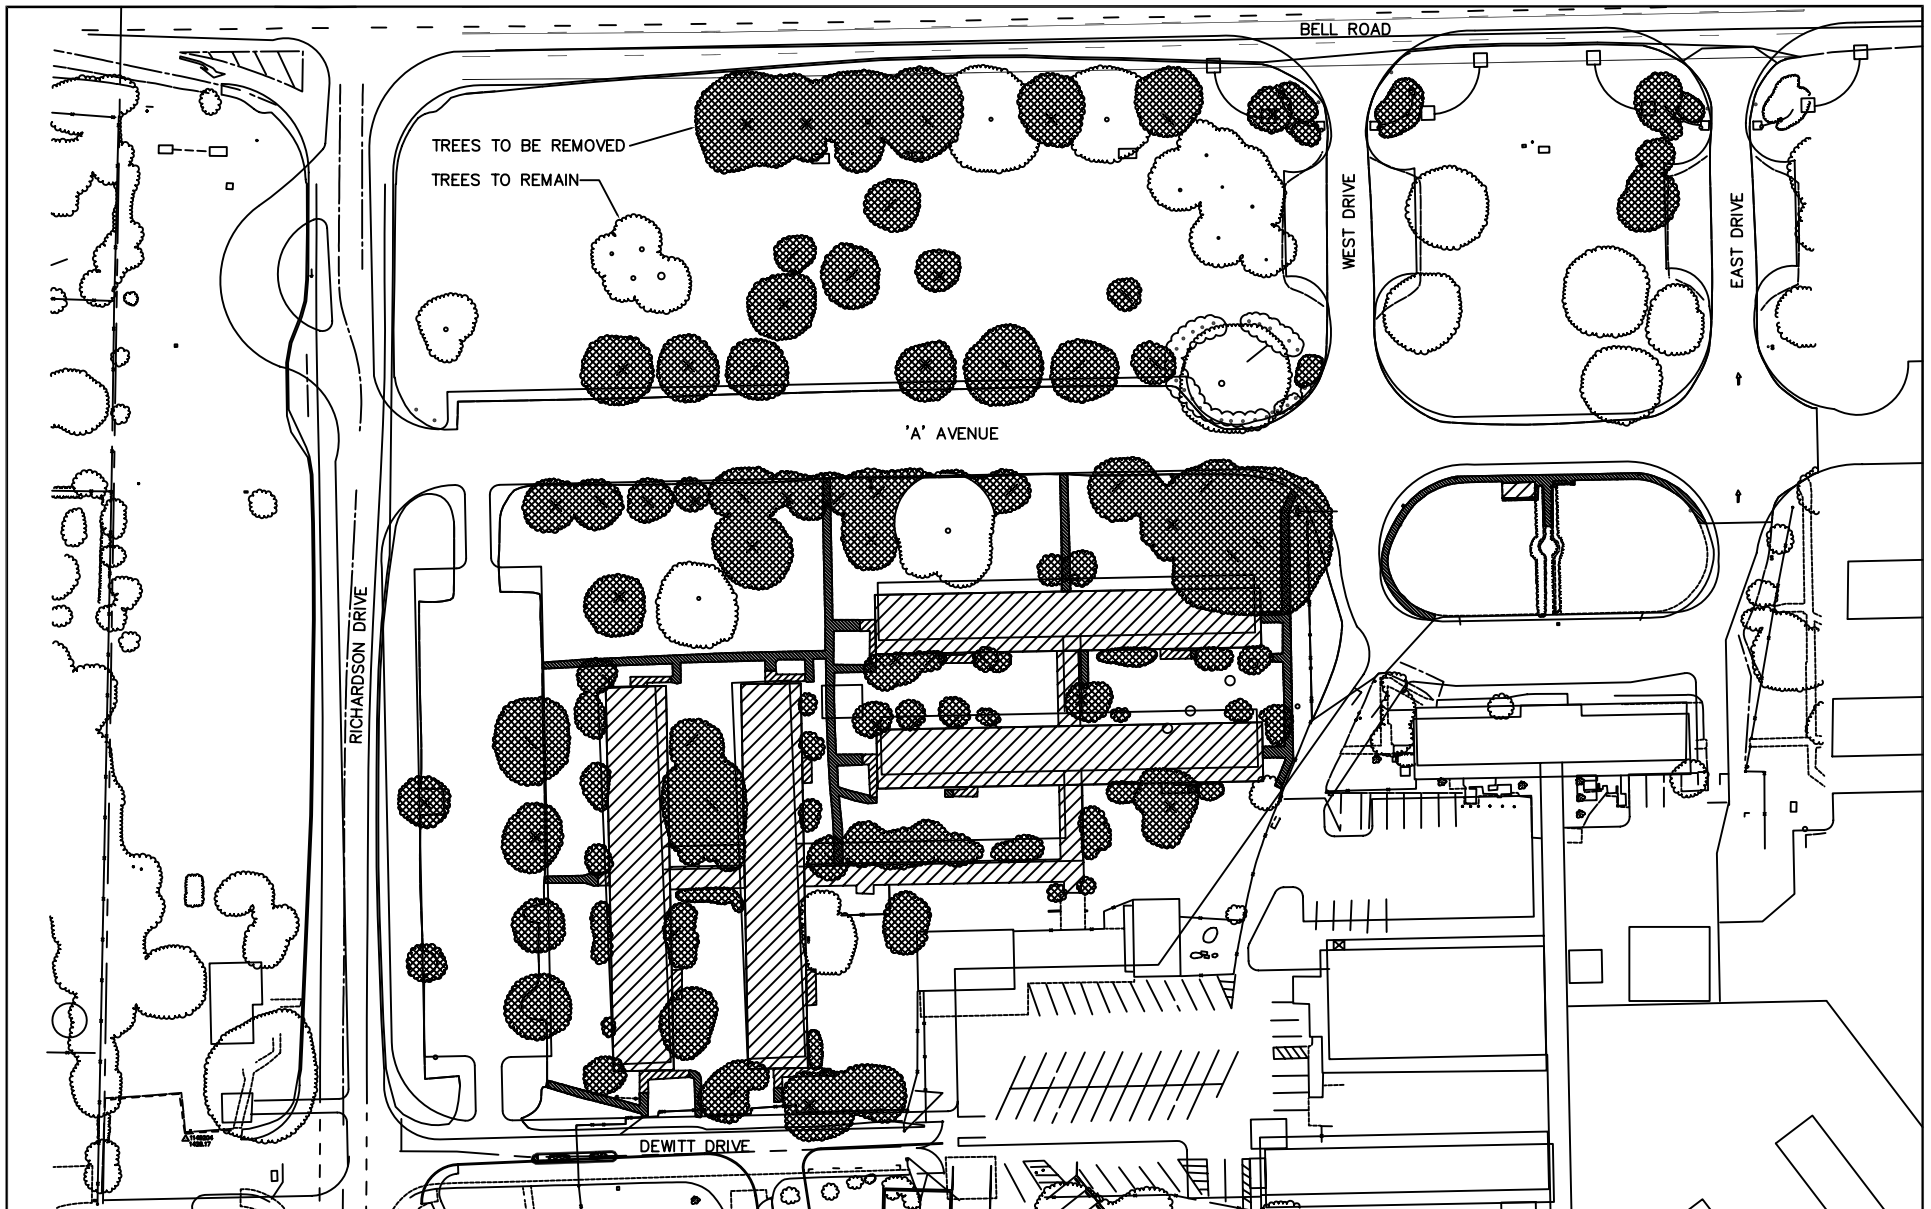 BELL ROAD
TREES TO BE REMOVED
TREES TO REMAIN
WEST DRIVE
EAST DRIVE
'A' AVENUE
RICHARDSON DRIVE
DEWITT DRIVE